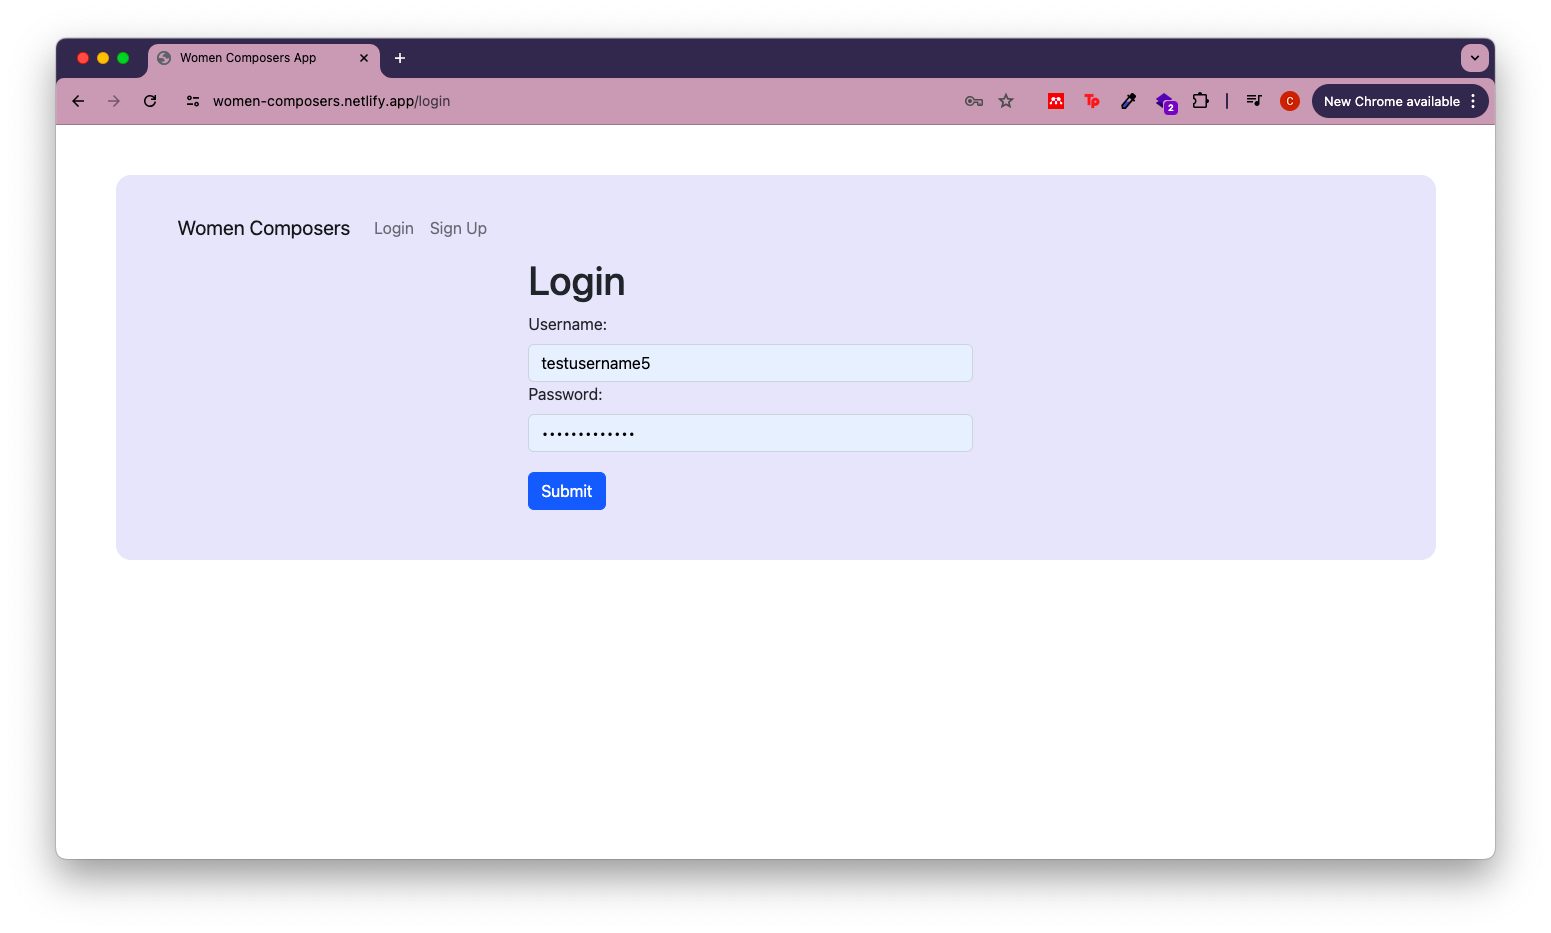 Women Composers App
women-composers.netlify.app/login
Tp
2
C
New Chrome available
Women Composers Login Sign Up
Login
Username:
testusername5
Password:
•••••••••••••
Submit